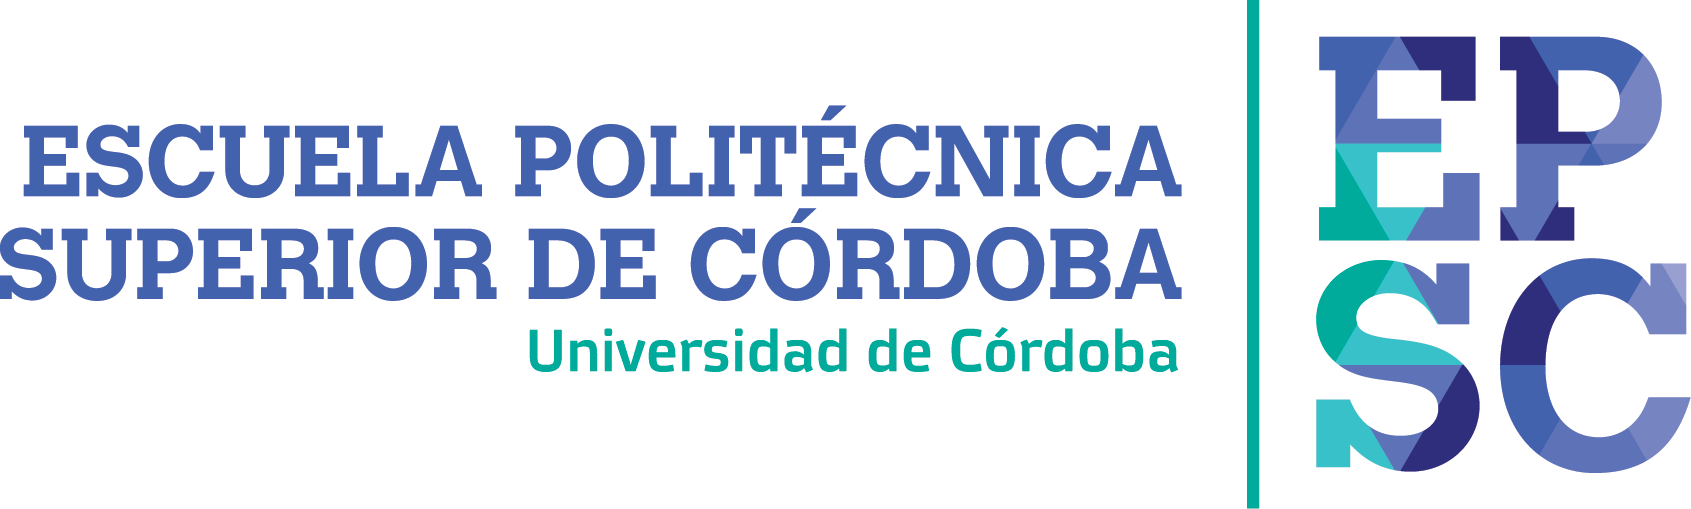 ESCUELA POLITÉCNICA
SUPERIOR DE CÓRDOBA
Universidad de Córdoba
EP
SC